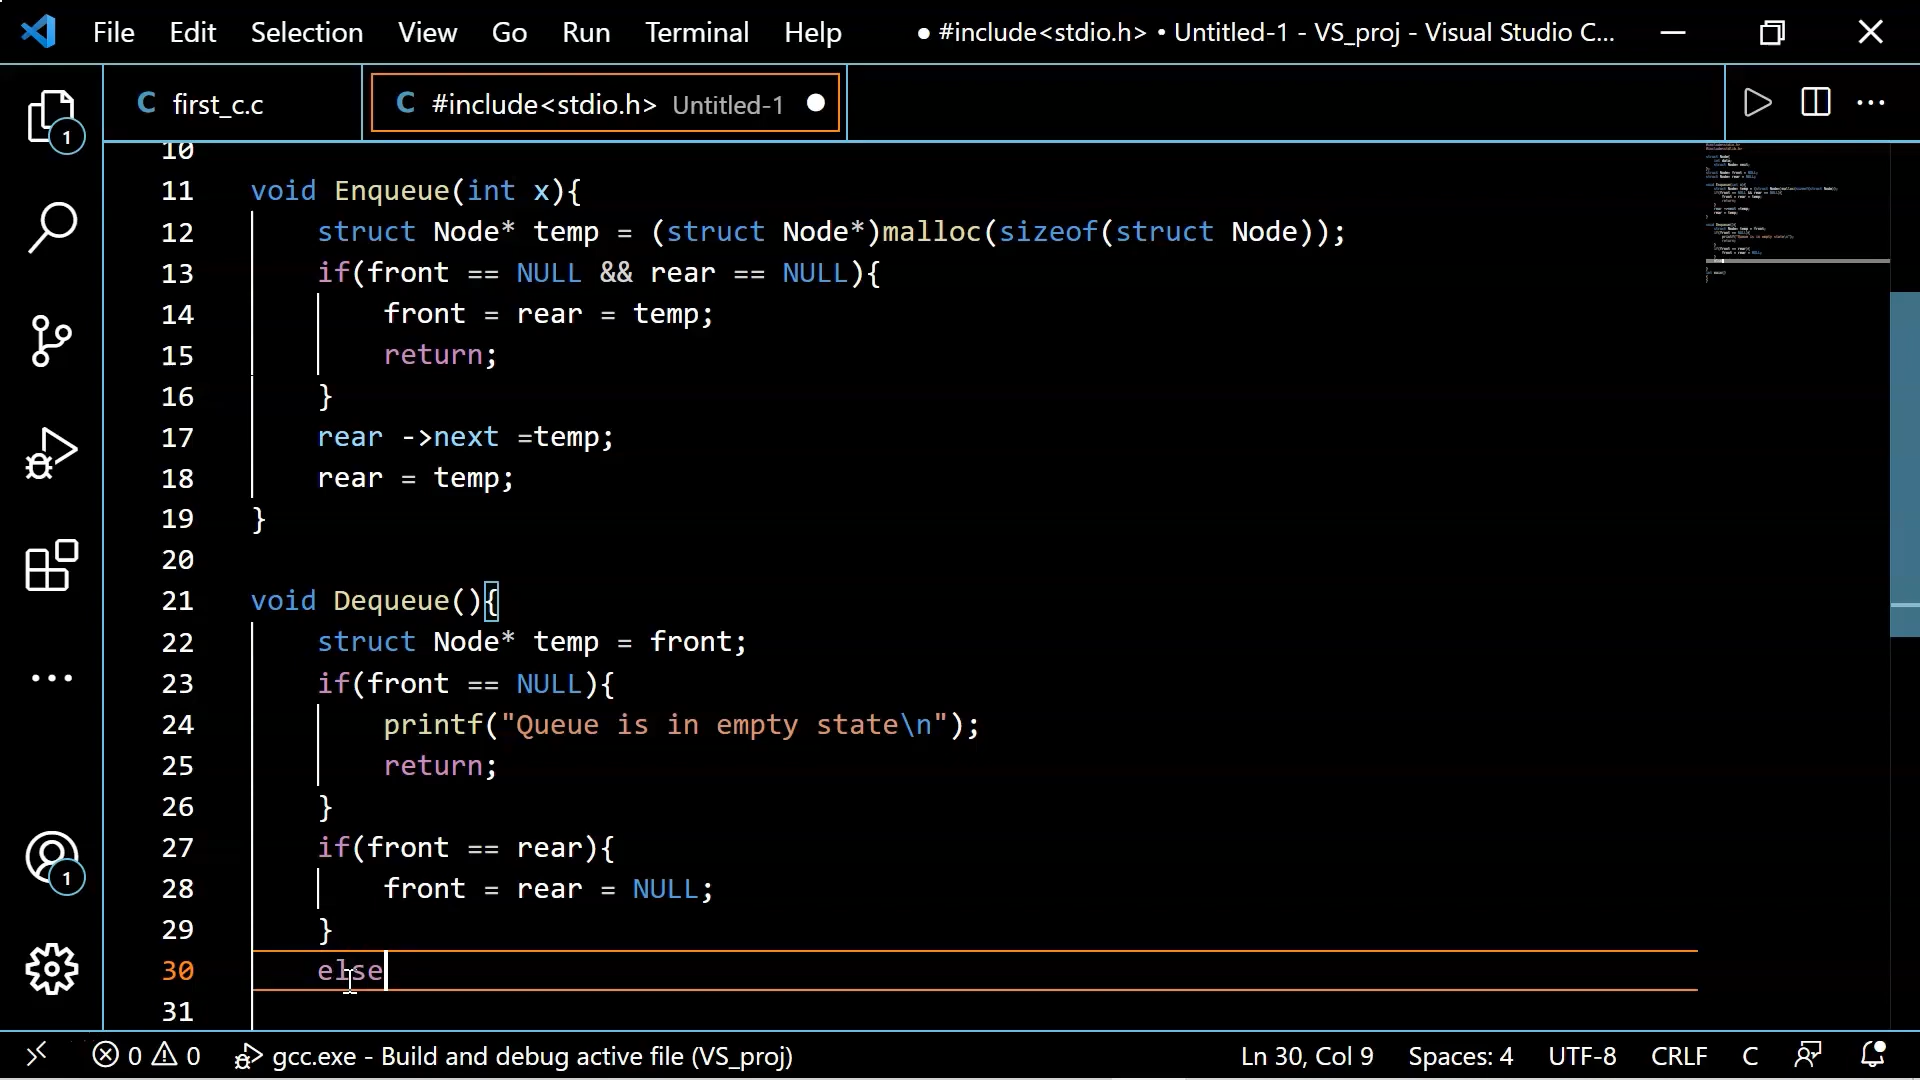 File Edit Selection View Go Run Terminal Help ● #include<stdio.h> • Untitled-1 - VS_proj - Visual Studio C...
C first_c.c
C #include<stdio.h> Untitled-1
1
10
11 void Enqueue(int x){
12 struct Node* temp = (struct Node*)malloc(sizeof(struct Node));
13 if(front == NULL && rear == NULL){
14 front = rear = temp;
15 return;
16 }
17 rear ->next =temp;
18 rear = temp;
19 }
20
21 void Dequeue(){
22 struct Node* temp = front;
23 if(front == NULL){
24 printf("Queue is in empty state\n");
25 return;
26 }
27 if(front == rear){
28 front = rear = NULL;
29 }
30 else
31
1
0 0 gcc.exe - Build and debug active file (VS_proj) Ln 30, Col 9 Spaces: 4 UTF-8 CRLF C